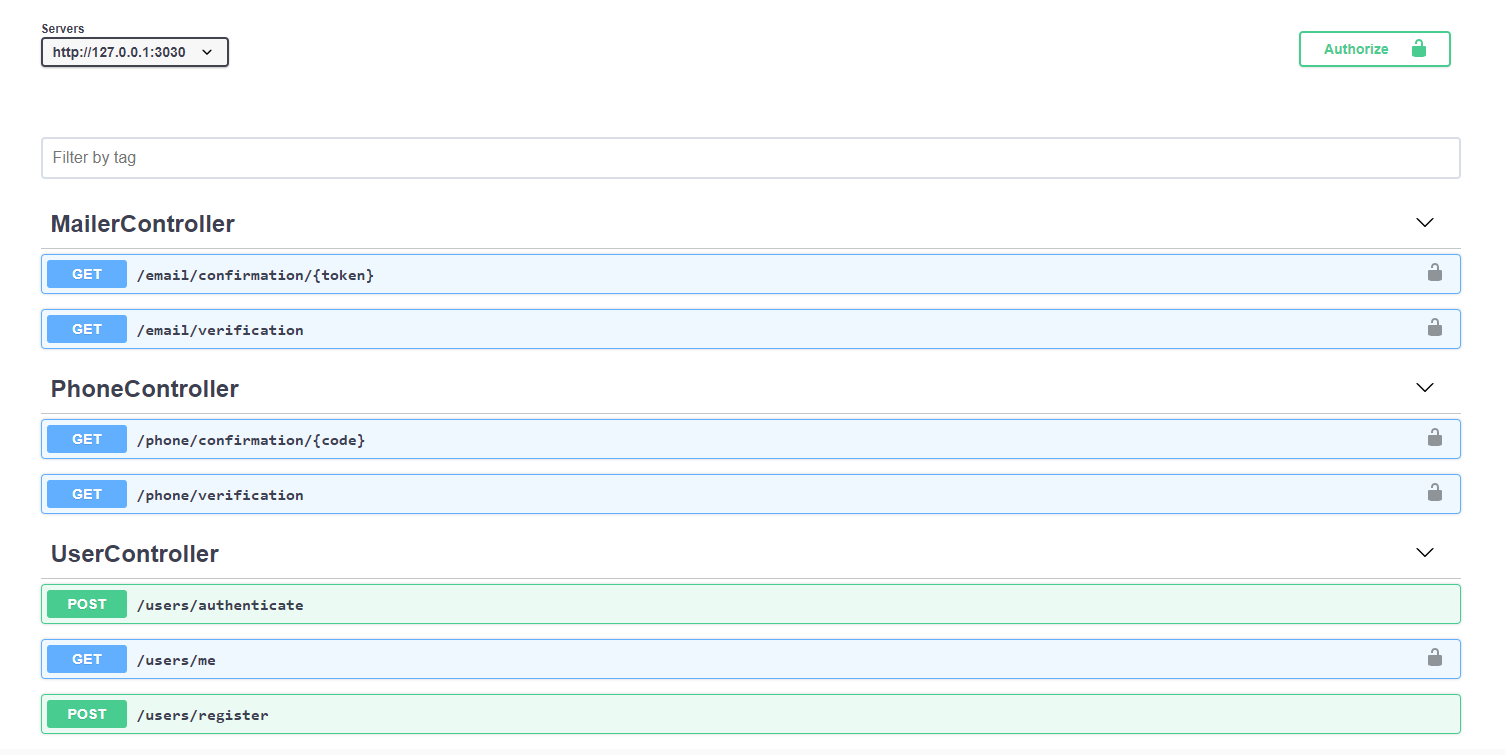 Servers
http://127.0.0.1:3030
Authorize
Filter by tag
MailerController
GET /email/confirmation/{token}
GET /email/verification
PhoneController
GET /phone/confirmation/{code}
GET /phone/verification
UserController
POST /users/authenticate
GET /users/me
POST /users/register